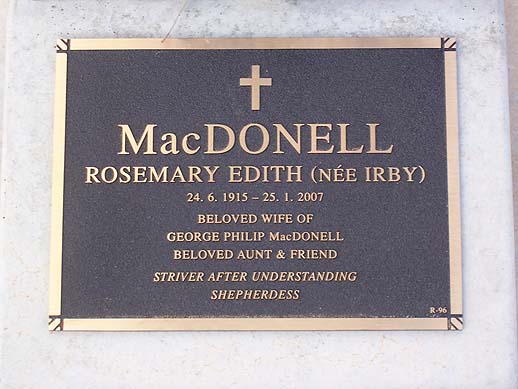 MacDONELL
ROSEMARY EDITH (NÉE IRBY)
24. 6. 1915 – 25. 1. 2007
BELOVED WIFE OF
GEORGE PHILIP MacDONELL
BELOVED AUNT & FRIEND
STRIVER AFTER UNDERSTANDING
SHEPHERDESS
R-96